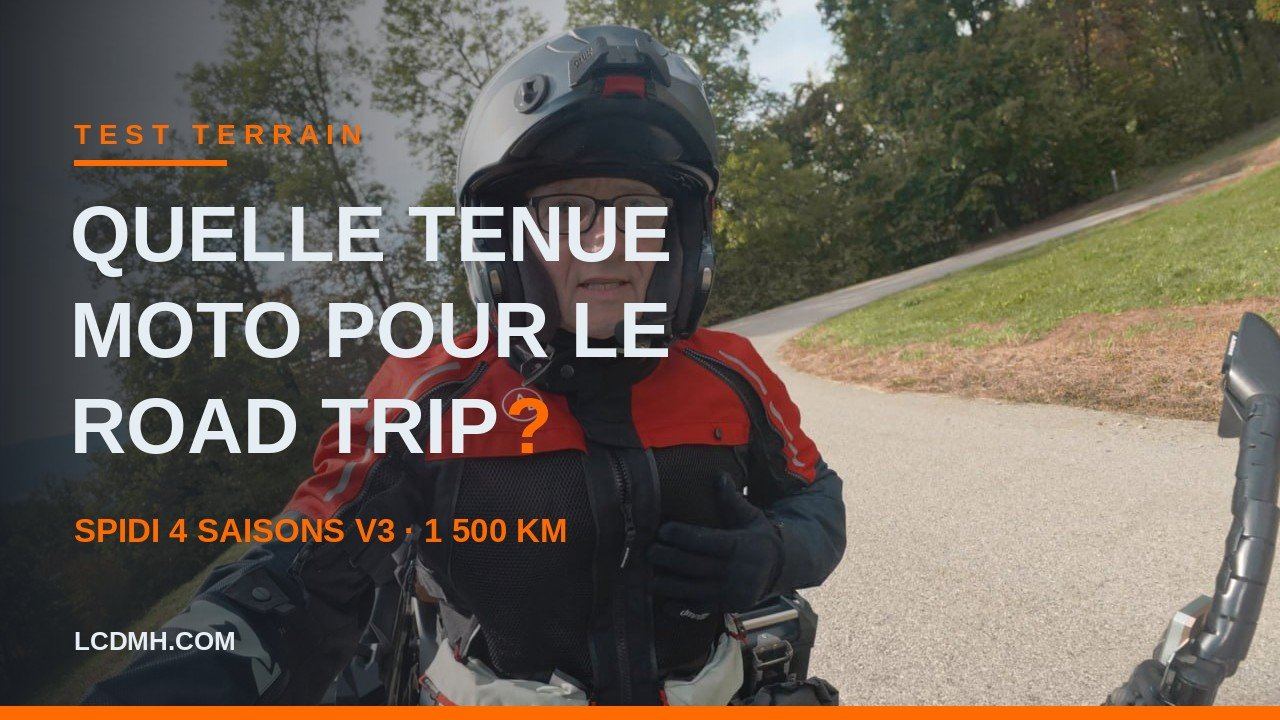 TEST TERRAIN
QUELLE TENUE
MOTO POUR LE
ROAD TRIP?
SPIDI 4 SAISONS V3 · 1 500 KM
LCDMH.COM